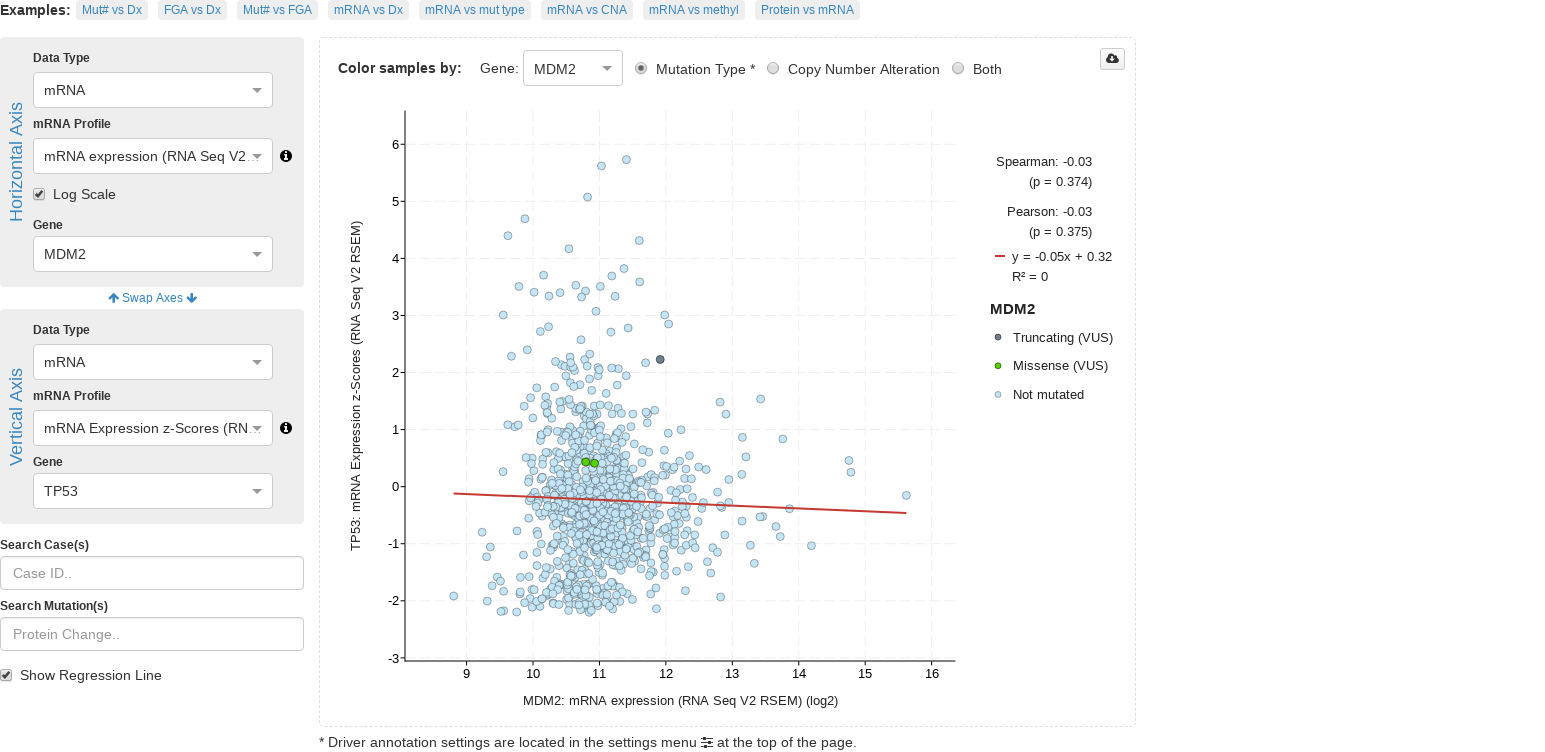 Examples: Mut# vs Dx FGA vs Dx Mut# vs FGA mRNA vs Dx mRNA vs mut type mRNA vs CNA mRNA vs methyl Protein vs mRNA
Horizontal Axis
Data Type
mRNA
mRNA Profile
mRNA expression (RNA Seq V2...
Log Scale
Gene
MDM2
Swap Axes
Vertical Axis
Data Type
mRNA
mRNA Profile
mRNA Expression z-Scores (RN...
Gene
TP53
Search Case(s)
Case ID..
Search Mutation(s)
Protein Change..
Show Regression Line
Color samples by: Gene: MDM2 Mutation Type * Copy Number Alteration Both
TP53: mRNA Expression z-Scores (RNA Seq V2 RSEM)
6
5
4
3
2
1
0
-1
-2
-3
9 10 11 12 13 14 15 16
MDM2: mRNA expression (RNA Seq V2 RSEM) (log2)
Spearman: -0.03
(p = 0.374)
Pearson: -0.03
(p = 0.375)
y = -0.05x + 0.32
R² = 0
MDM2
Truncating (VUS)
Missense (VUS)
Not mutated
* Driver annotation settings are located in the settings menu at the top of the page.